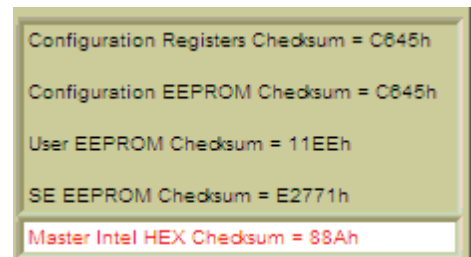 Configuration Registers Checksum = C645h
Configuration EEPROM Checksum = C645h
User EEPROM Checksum = 11EEh
SE EEPROM Checksum = E2771h
Master Intel HEX Checksum = 88Ah